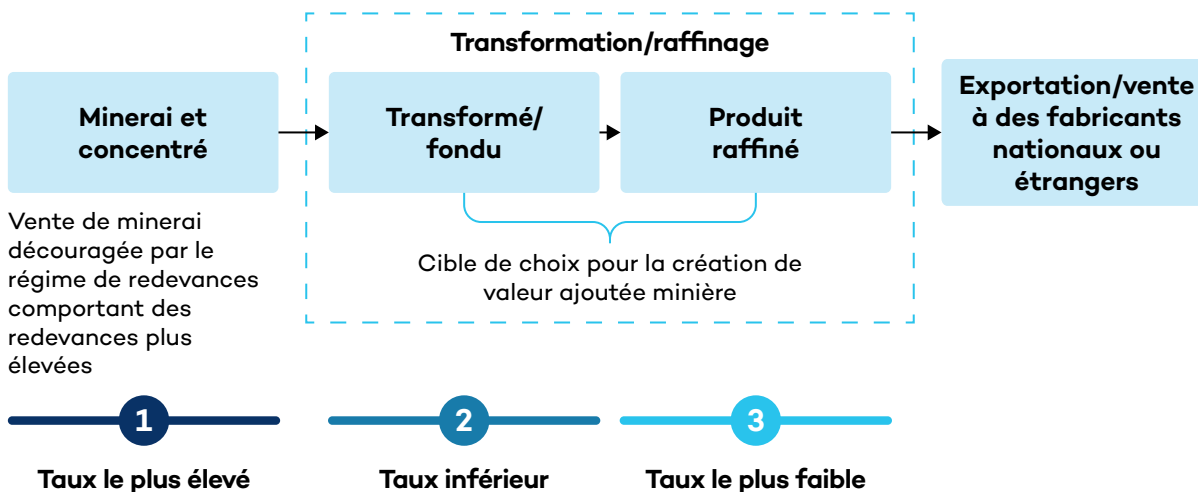 Transformation/raffinage
Minerai et
concentré
Transformé/
fondu
Produit
raffiné
Exportation/vente
à des fabricants
nationaux ou
étrangers
Vente de minerai
découragée par le
régime de redevances
comportant des
redevances plus
élevées
Cible de choix pour la création de
valeur ajoutée minière
1
2
3
Taux le plus élevé
Taux inférieur
Taux le plus faible